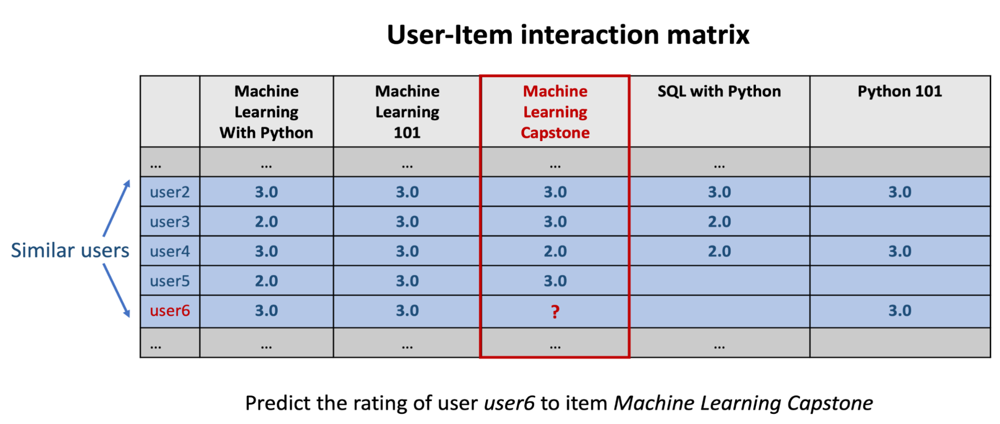 User-Item interaction matrix
Machine Learning With Python Machine Learning 101 Machine Learning Capstone SQL with Python Python 101
... ... ... ... ...
user2 3.0 3.0 3.0 3.0 3.0
user3 2.0 3.0 3.0 2.0
Similar users
user4 3.0 3.0 2.0 2.0 3.0
user5 2.0 3.0 3.0
user6 3.0 3.0 ? 3.0
... ... ... ... ...
Predict the rating of user user6 to item Machine Learning Capstone